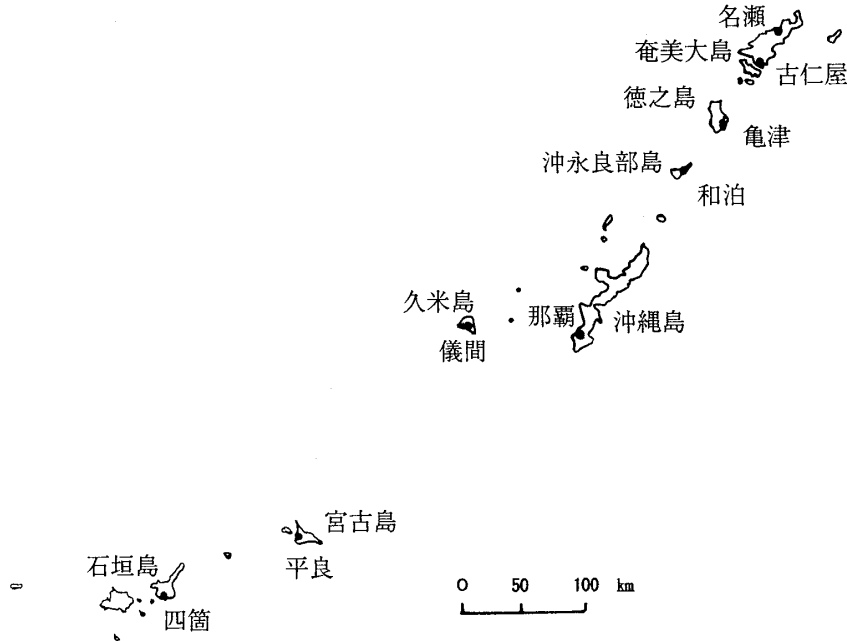 名瀬
奄美大島
古仁屋
徳之島
亀津
沖永良部島
和泊
久米島
那覇
沖縄島
儀間
宮古島
石垣島
平良
四箇
0 50 100 km